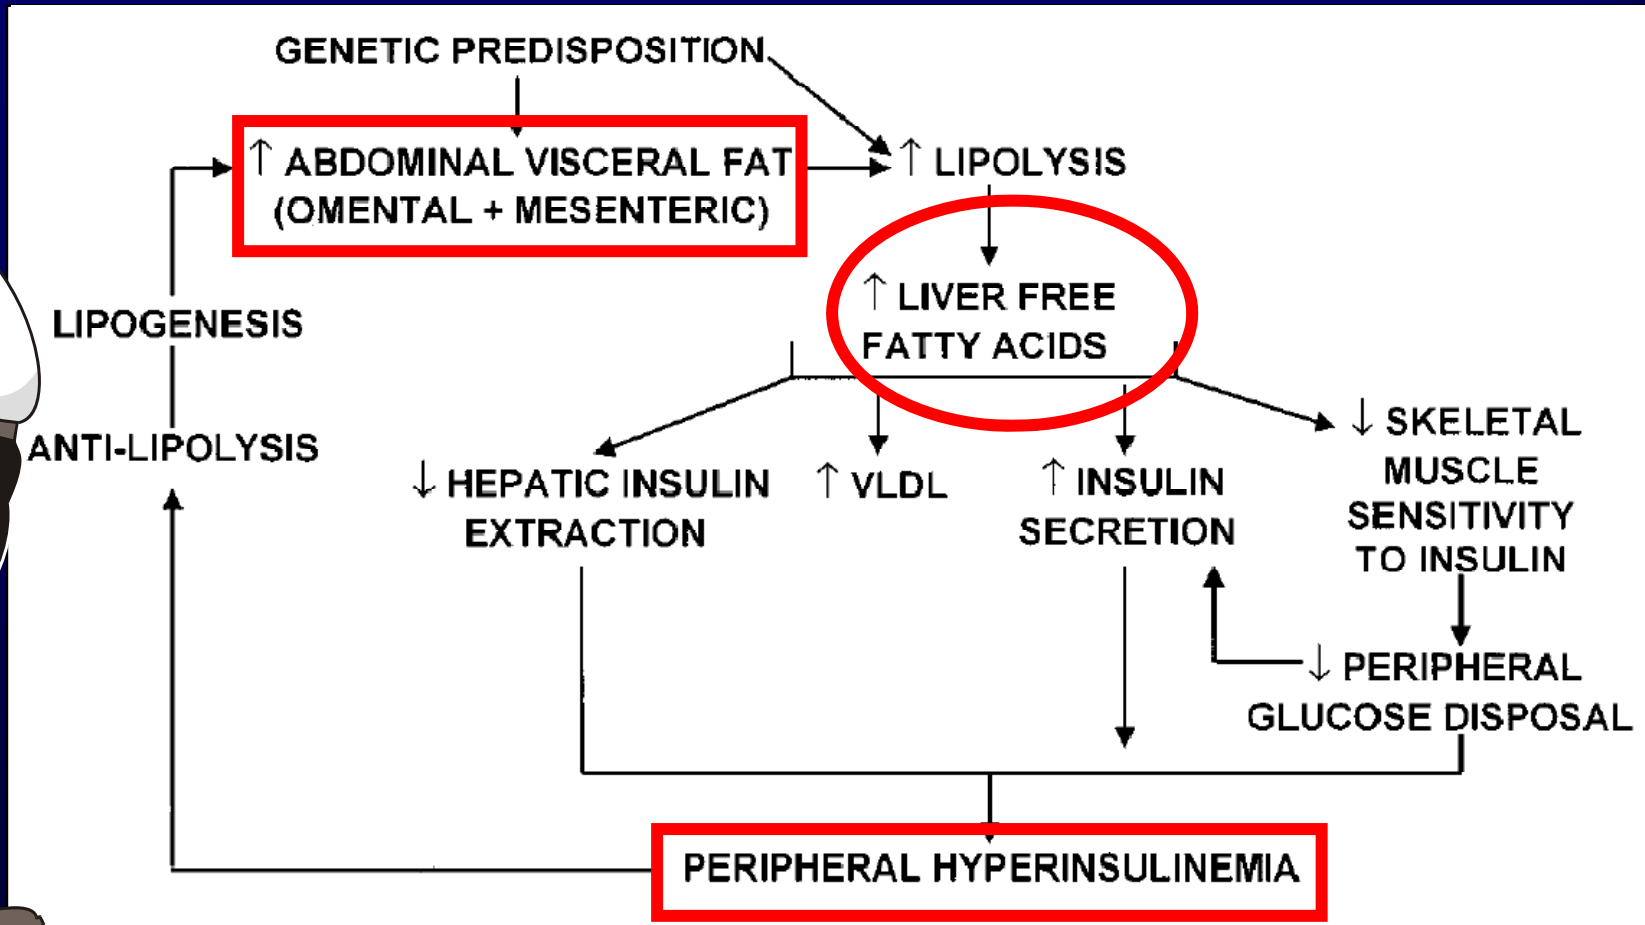 GENETIC PREDISPOSITION
↑ ABDOMINAL VISCERAL FAT
(OMENTAL + MESENTERIC)
↑ LIPOLYSIS
↑ LIVER FREE
FATTY ACIDS
LIPOGENESIS
ANTI-LIPOLYSIS
↓ HEPATIC INSULIN
EXTRACTION
↑ VLDL
↑ INSULIN
SECRETION
↓ SKELETAL
MUSCLE
SENSITIVITY
TO INSULIN
↓ PERIPHERAL
GLUCOSE DISPOSAL
PERIPHERAL HYPERINSULINEMIA